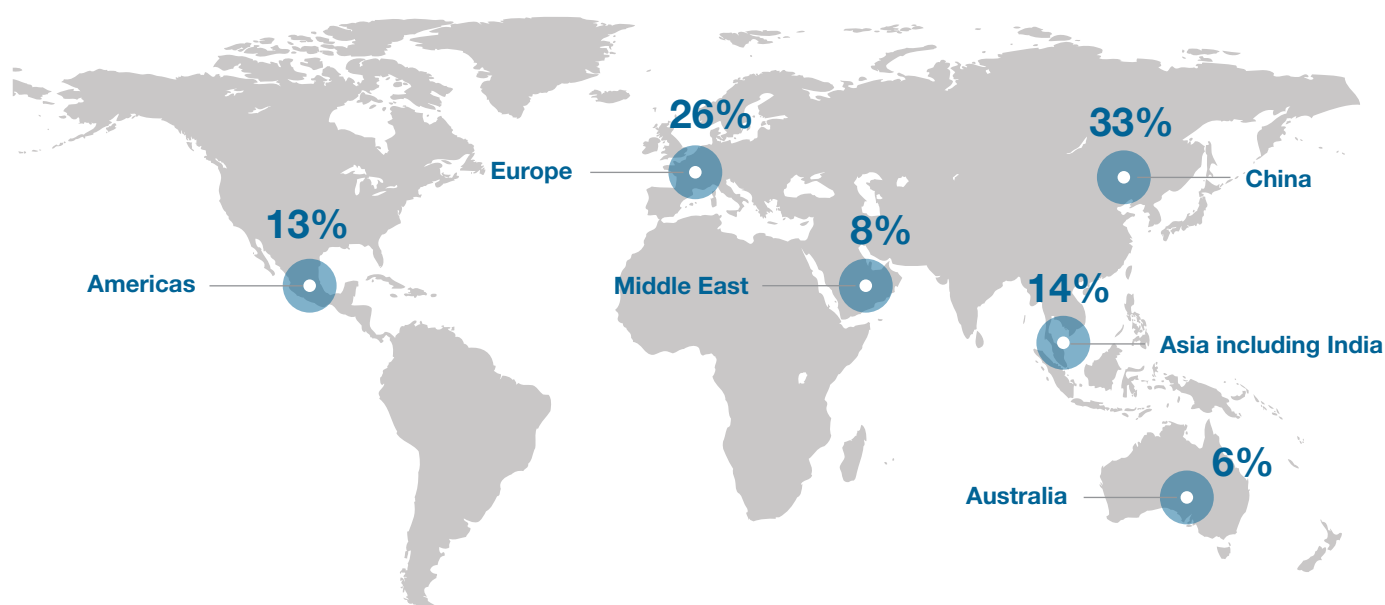 26%
33%
Europe
China
13%
8%
Americas
Middle East
14%
Asia including India
6%
Australia